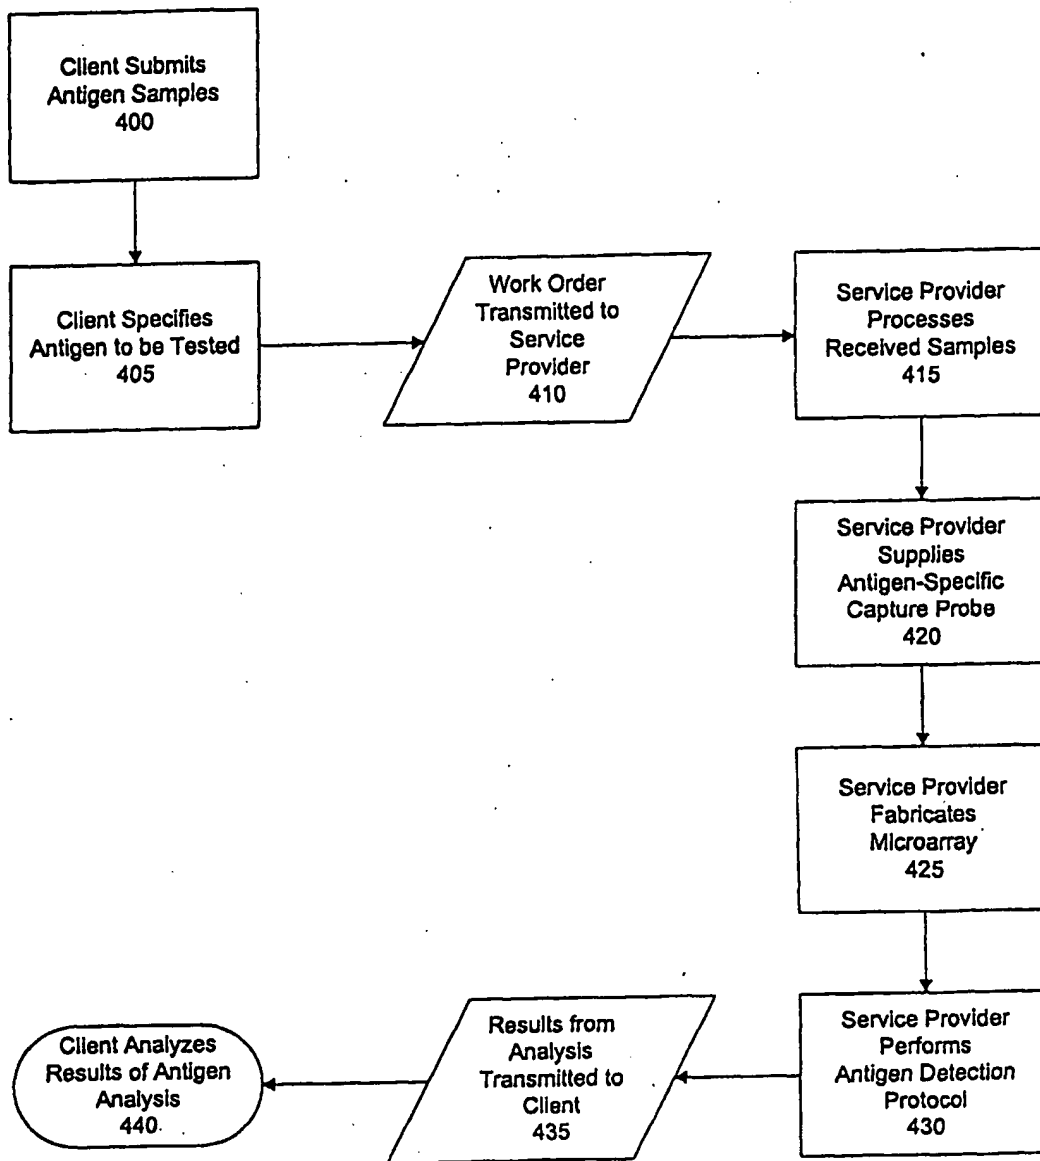 Client Submits
Antigen Samples
400
Client Specifies
Antigen to be Tested
405
Work Order
Transmitted to
Service
Provider
410
Service Provider
Processes
Received Samples
415
Service Provider
Supplies
Antigen-Specific
Capture Probe
420
Service Provider
Fabricates
Microarray
425
Service Provider
Performs
Antigen Detection
Protocol
430
Results from
Analysis
Transmitted to
Client
435
Client Analyzes
Results of Antigen
Analysis
440